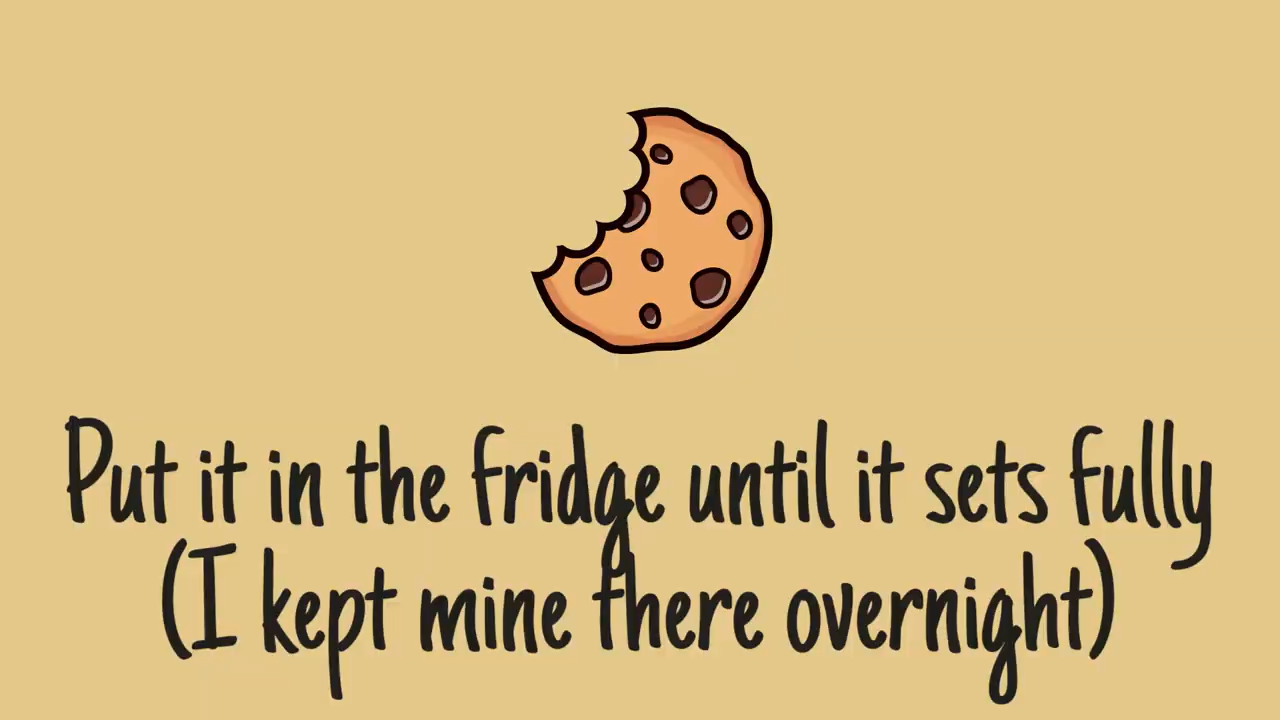 Put it in the fridge until it sets fully
(I kept mine there overnight)